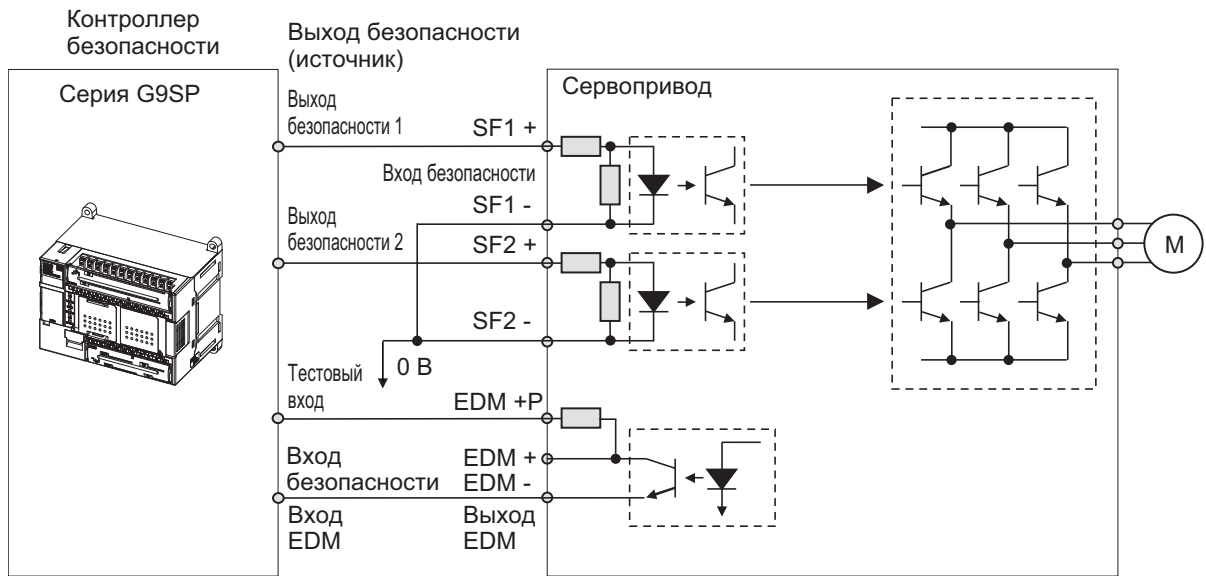 Контроллер
безопасности
Выход безопасности
(источник)
Серия G9SP
Сервопривод
Выход
безопасности 1
SF1 +
Вход безопасности
SF1 -
Выход
безопасности 2
SF2 +
SF2 -
0 В
Тестовый
вход
EDM +P
Вход
безопасности
EDM +
EDM -
Вход
EDM
Выход
EDM
M